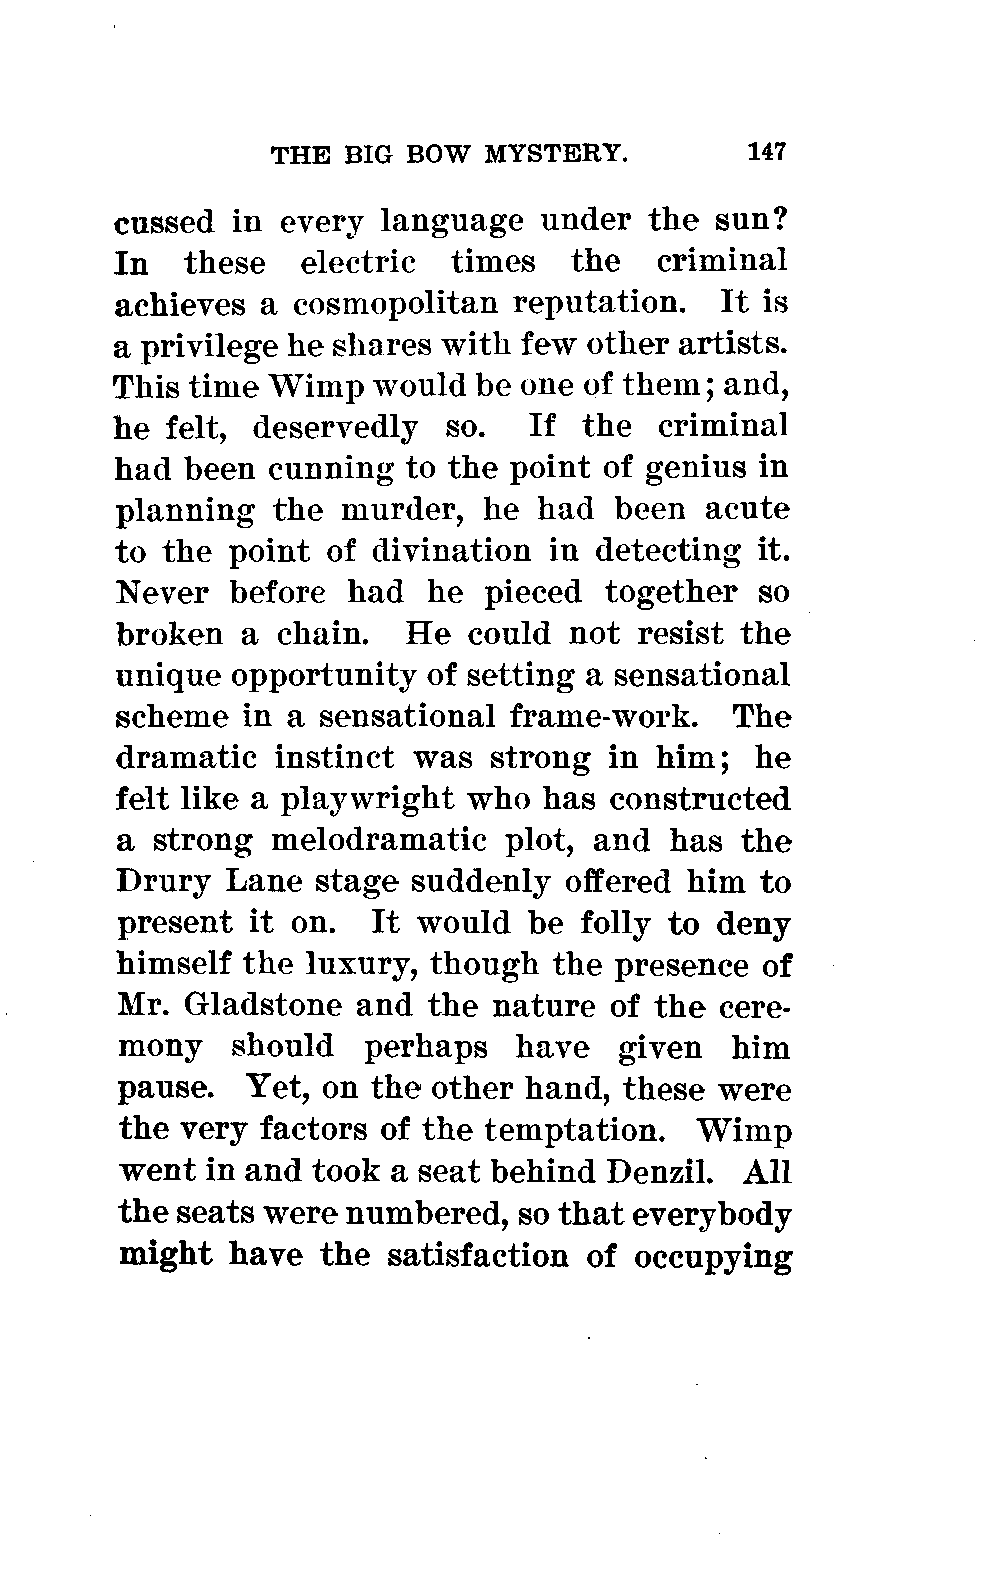 THE BIG BOW MYSTERY. 147
cussed in every language under the sun?
In these electric times the criminal
achieves a cosmopolitan reputation. It is
a privilege he shares with few other artists.
This time Wimp would be one of them; and,
he felt, deservedly so. If the criminal
had been cunning to the point of genius in
planning the murder, he had been acute
to the point of divination in detecting it.
Never before had he pieced together so
broken a chain. He could not resist the
unique opportunity of setting a sensational
scheme in a sensational frame-work. The
dramatic instinct was strong in him; he
felt like a playwright who has constructed
a strong melodramatic plot, and has the
Drury Lane stage suddenly offered him to
present it on. It would be folly to deny
himself the luxury, though the presence of
Mr. Gladstone and the nature of the cere-
mony should perhaps have given him
pause. Yet, on the other hand, these were
the very factors of the temptation. Wimp
went in and took a seat behind Denzil. All
the seats were numbered, so that everybody
might have the satisfaction of occupying